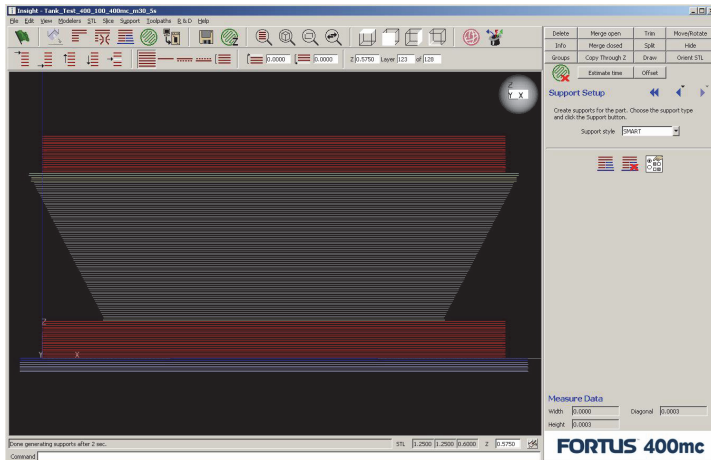 Insight - Tank_Test_400_100_400mc_m30_5s
File Edit View Modelers STL Slice Support Toolpaths R & D Help
0.0000 0.0000 Z 0.5750 Layer 123 of 128
Z
Y X
Z
Y X
Done generating supports after 2 sec.
STL 1.2500 1.2500 0.6000 Z 0.5750
Command
Delete Merge open Trim Move/Rotate
Info Merge closed Split Hide
Groups Copy Through Z Draw Orient STL
Estimate time Offset
Support Setup
Create supports for the part. Choose the support type
and click the Support button.
Support style SMART
Measure Data
Width 0.0000 Diagonal 0.0003
Height 0.0003
FORTUS 400mc